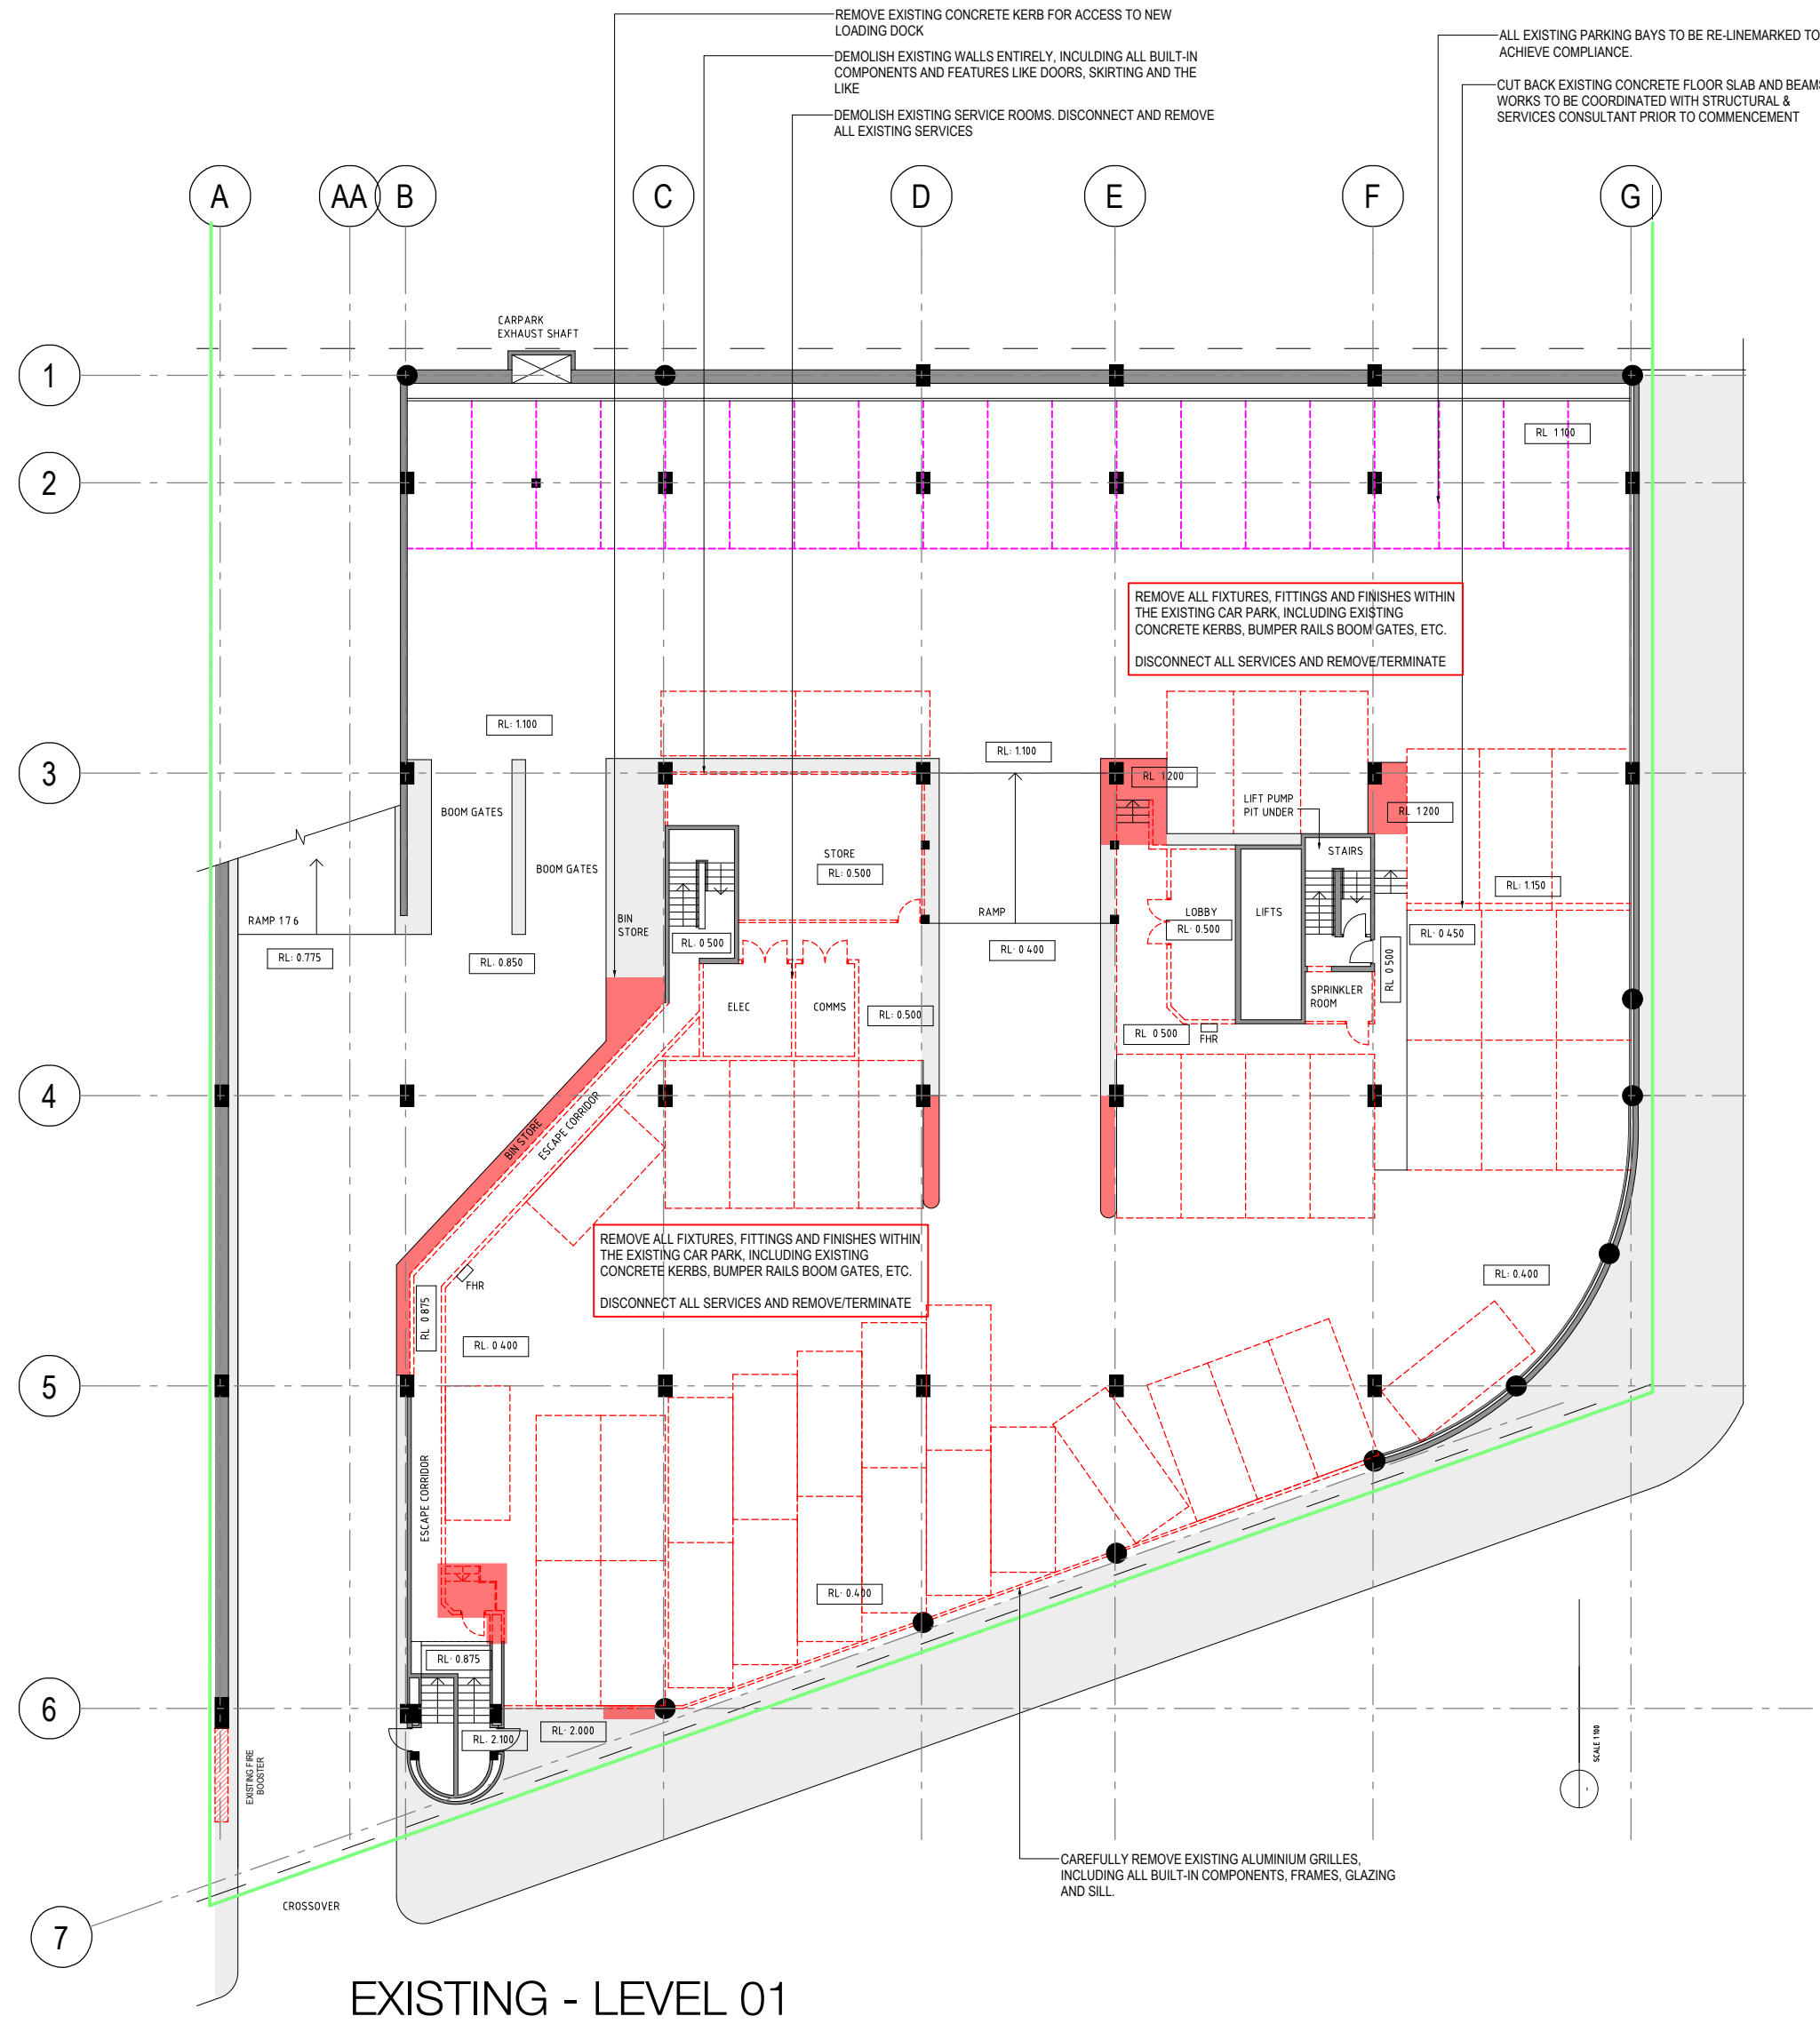 REMOVE EXISTING CONCRETE KERB FOR ACCESS TO NEW
LOADING DOCK
DEMOLISH EXISTING WALLS ENTIRELY, INCULDING ALL BUILT-IN
COMPONENTS AND FEATURES LIKE DOORS, SKIRTING AND THE
LIKE
DEMOLISH EXISTING SERVICE ROOMS. DISCONNECT AND REMOVE
ALL EXISTING SERVICES
ALL EXISTING PARKING BAYS TO BE RE-LINEMARKED TO
ACHIEVE COMPLIANCE.
CUT BACK EXISTING CONCRETE FLOOR SLAB AND BEAMS
WORKS TO BE COORDINATED WITH STRUCTURAL &
SERVICES CONSULTANT PRIOR TO COMMENCEMENT
A
AA
B
C
D
E
F
G
CARPARK
EXHAUST SHAFT
1
RL 1100
2
REMOVE ALL FIXTURES, FITTINGS AND FINISHES WITHIN
THE EXISTING CAR PARK, INCLUDING EXISTING
CONCRETE KERBS, BUMPER RAILS BOOM GATES, ETC.
DISCONNECT ALL SERVICES AND REMOVE/TERMINATE
RL: 1.100
RL: 1.100
3
RL 1200
RL 1200
BOOM GATES
LIFT PUMP
PIT UNDER
STORE
RL: 0.500
STAIRS
BOOM GATES
RL: 1.150
RAMP 176
BIN
STORE
RAMP
LOBBY
RL: 0.500
LIFTS
RL: 0 450
RL: 0.775
RL. 0.850
RL. 0 500
RL: 0 400
RL 0 500
SPRINKLER
ROOM
ELEC
COMMS
RL: 0.500
RL 0 500
FHR
4
BIN STORE
ESCAPE CORRIDOR
REMOVE ALL FIXTURES, FITTINGS AND FINISHES WITHIN
THE EXISTING CAR PARK, INCLUDING EXISTING
CONCRETE KERBS, BUMPER RAILS BOOM GATES, ETC.
DISCONNECT ALL SERVICES AND REMOVE/TERMINATE
FHR
RL: 0.400
RL 0 875
RL. 0 400
5
ESCAPE CORRIDOR
RL: 0.400
RL: 0.875
6
RL: 2.000
RL. 2.100
SCALE 1:100
EXISTING FIRE
BOOSTER
CAREFULLY REMOVE EXISTING ALUMINIUM GRILLES,
INCLUDING ALL BUILT-IN COMPONENTS, FRAMES, GLAZING
AND SILL.
CROSSOVER
7
EXISTING - LEVEL 01